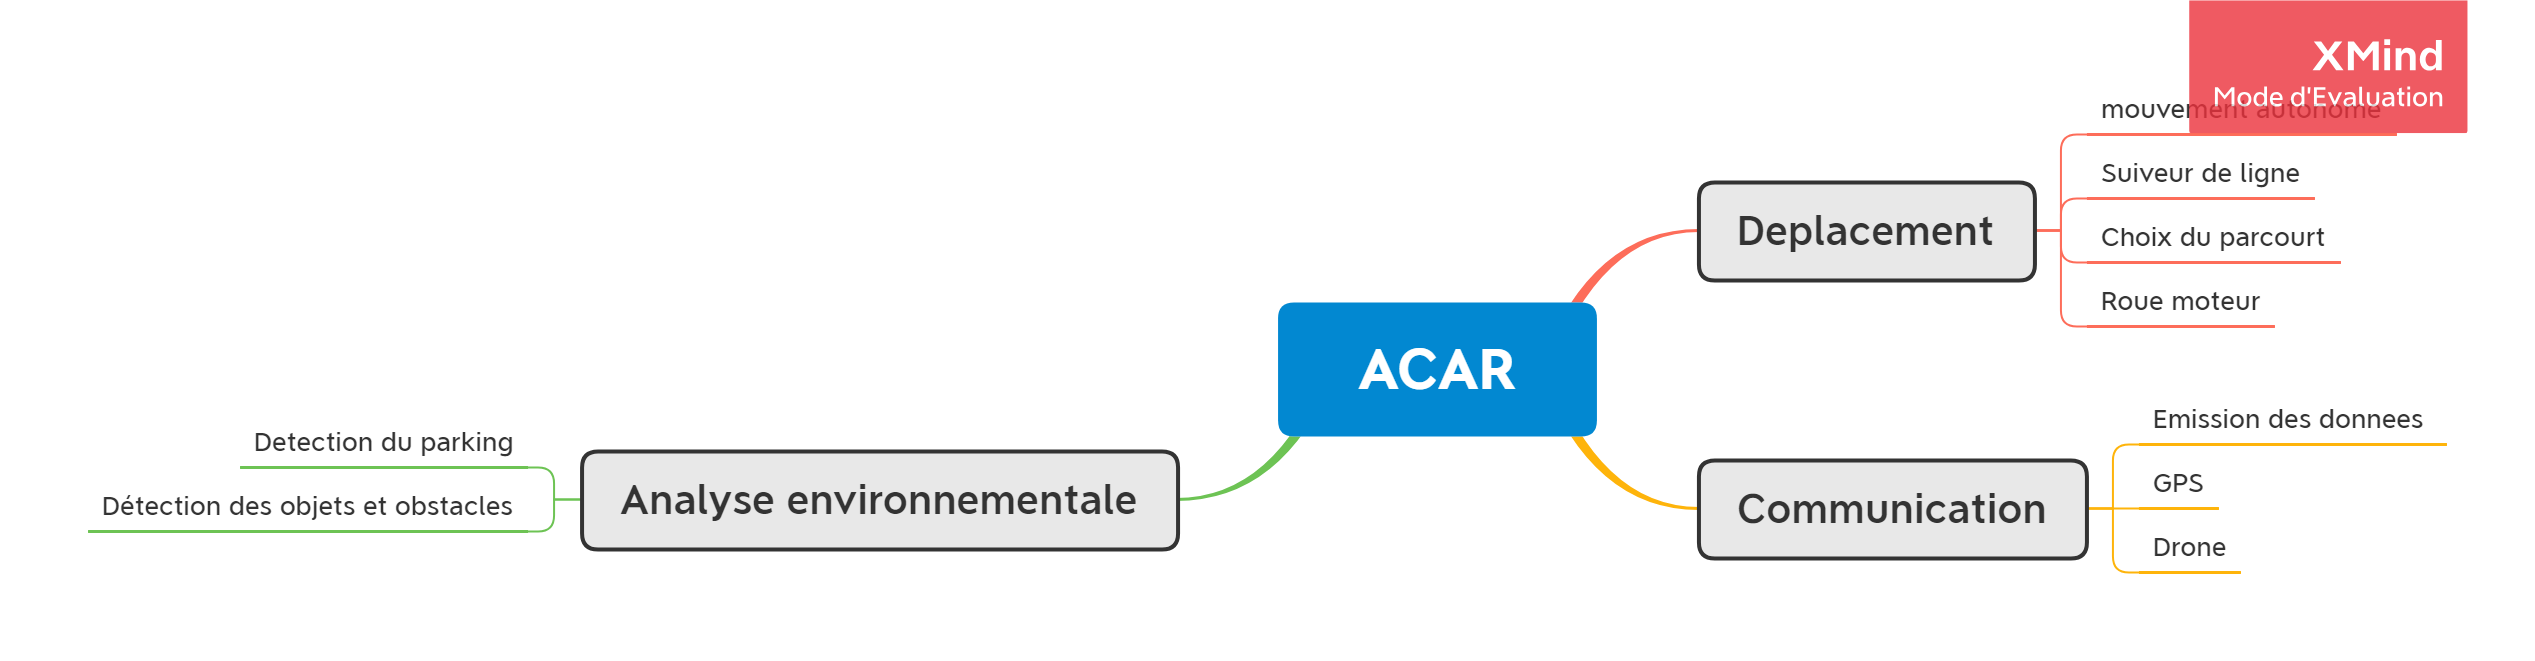 XMind
Mode d'Evaluation
mouvement autonome
Suiveur de ligne
Deplacement
Choix du parcourt
Roue moteur
ACAR
Emission des donnees
Detection du parking
GPS
Analyse environnementale
Communication
Détection des objets et obstacles
Drone